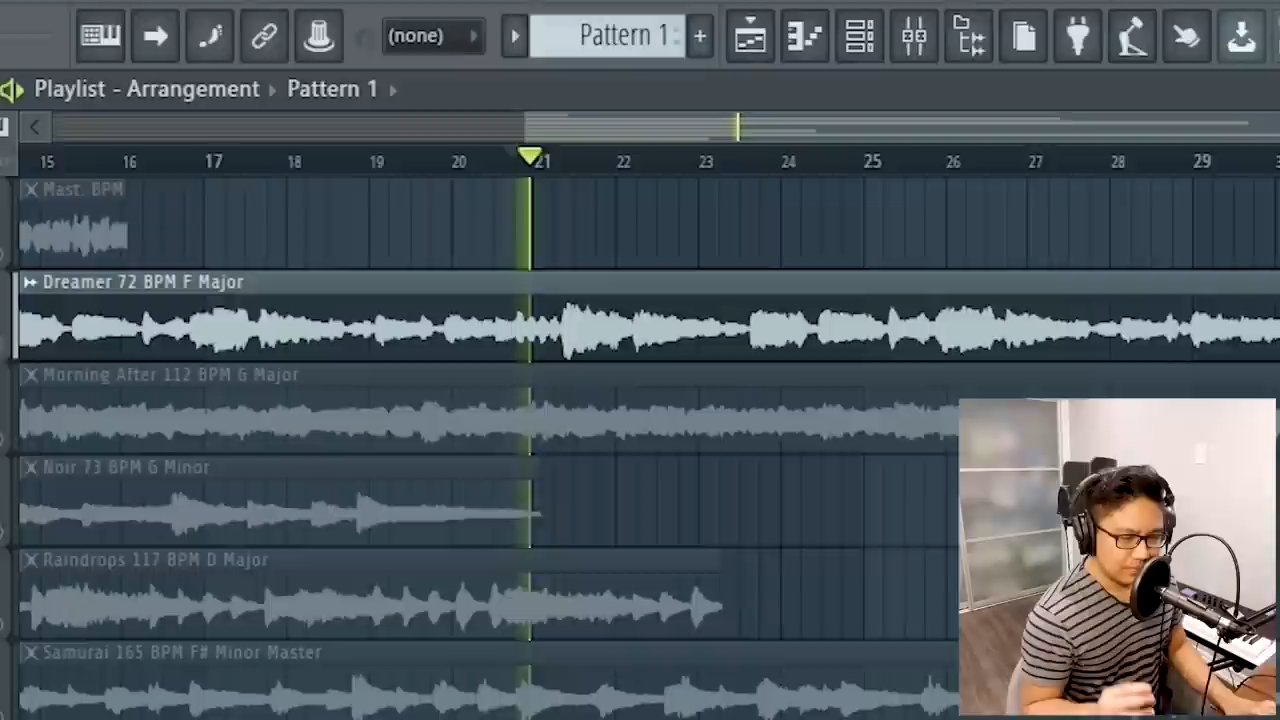 (none) Pattern 1 +
Playlist - Arrangement Pattern 1
15 16 17 18 19 20 21 22 23 24 25 26 27 28 29
Mast. BPM
Dreamer 72 BPM F Major
Morning After 112 BPM G Major
Noir 73 BPM G Minor
Raindrops 117 BPM D Major
Samurai 165 BPM F# Minor Master